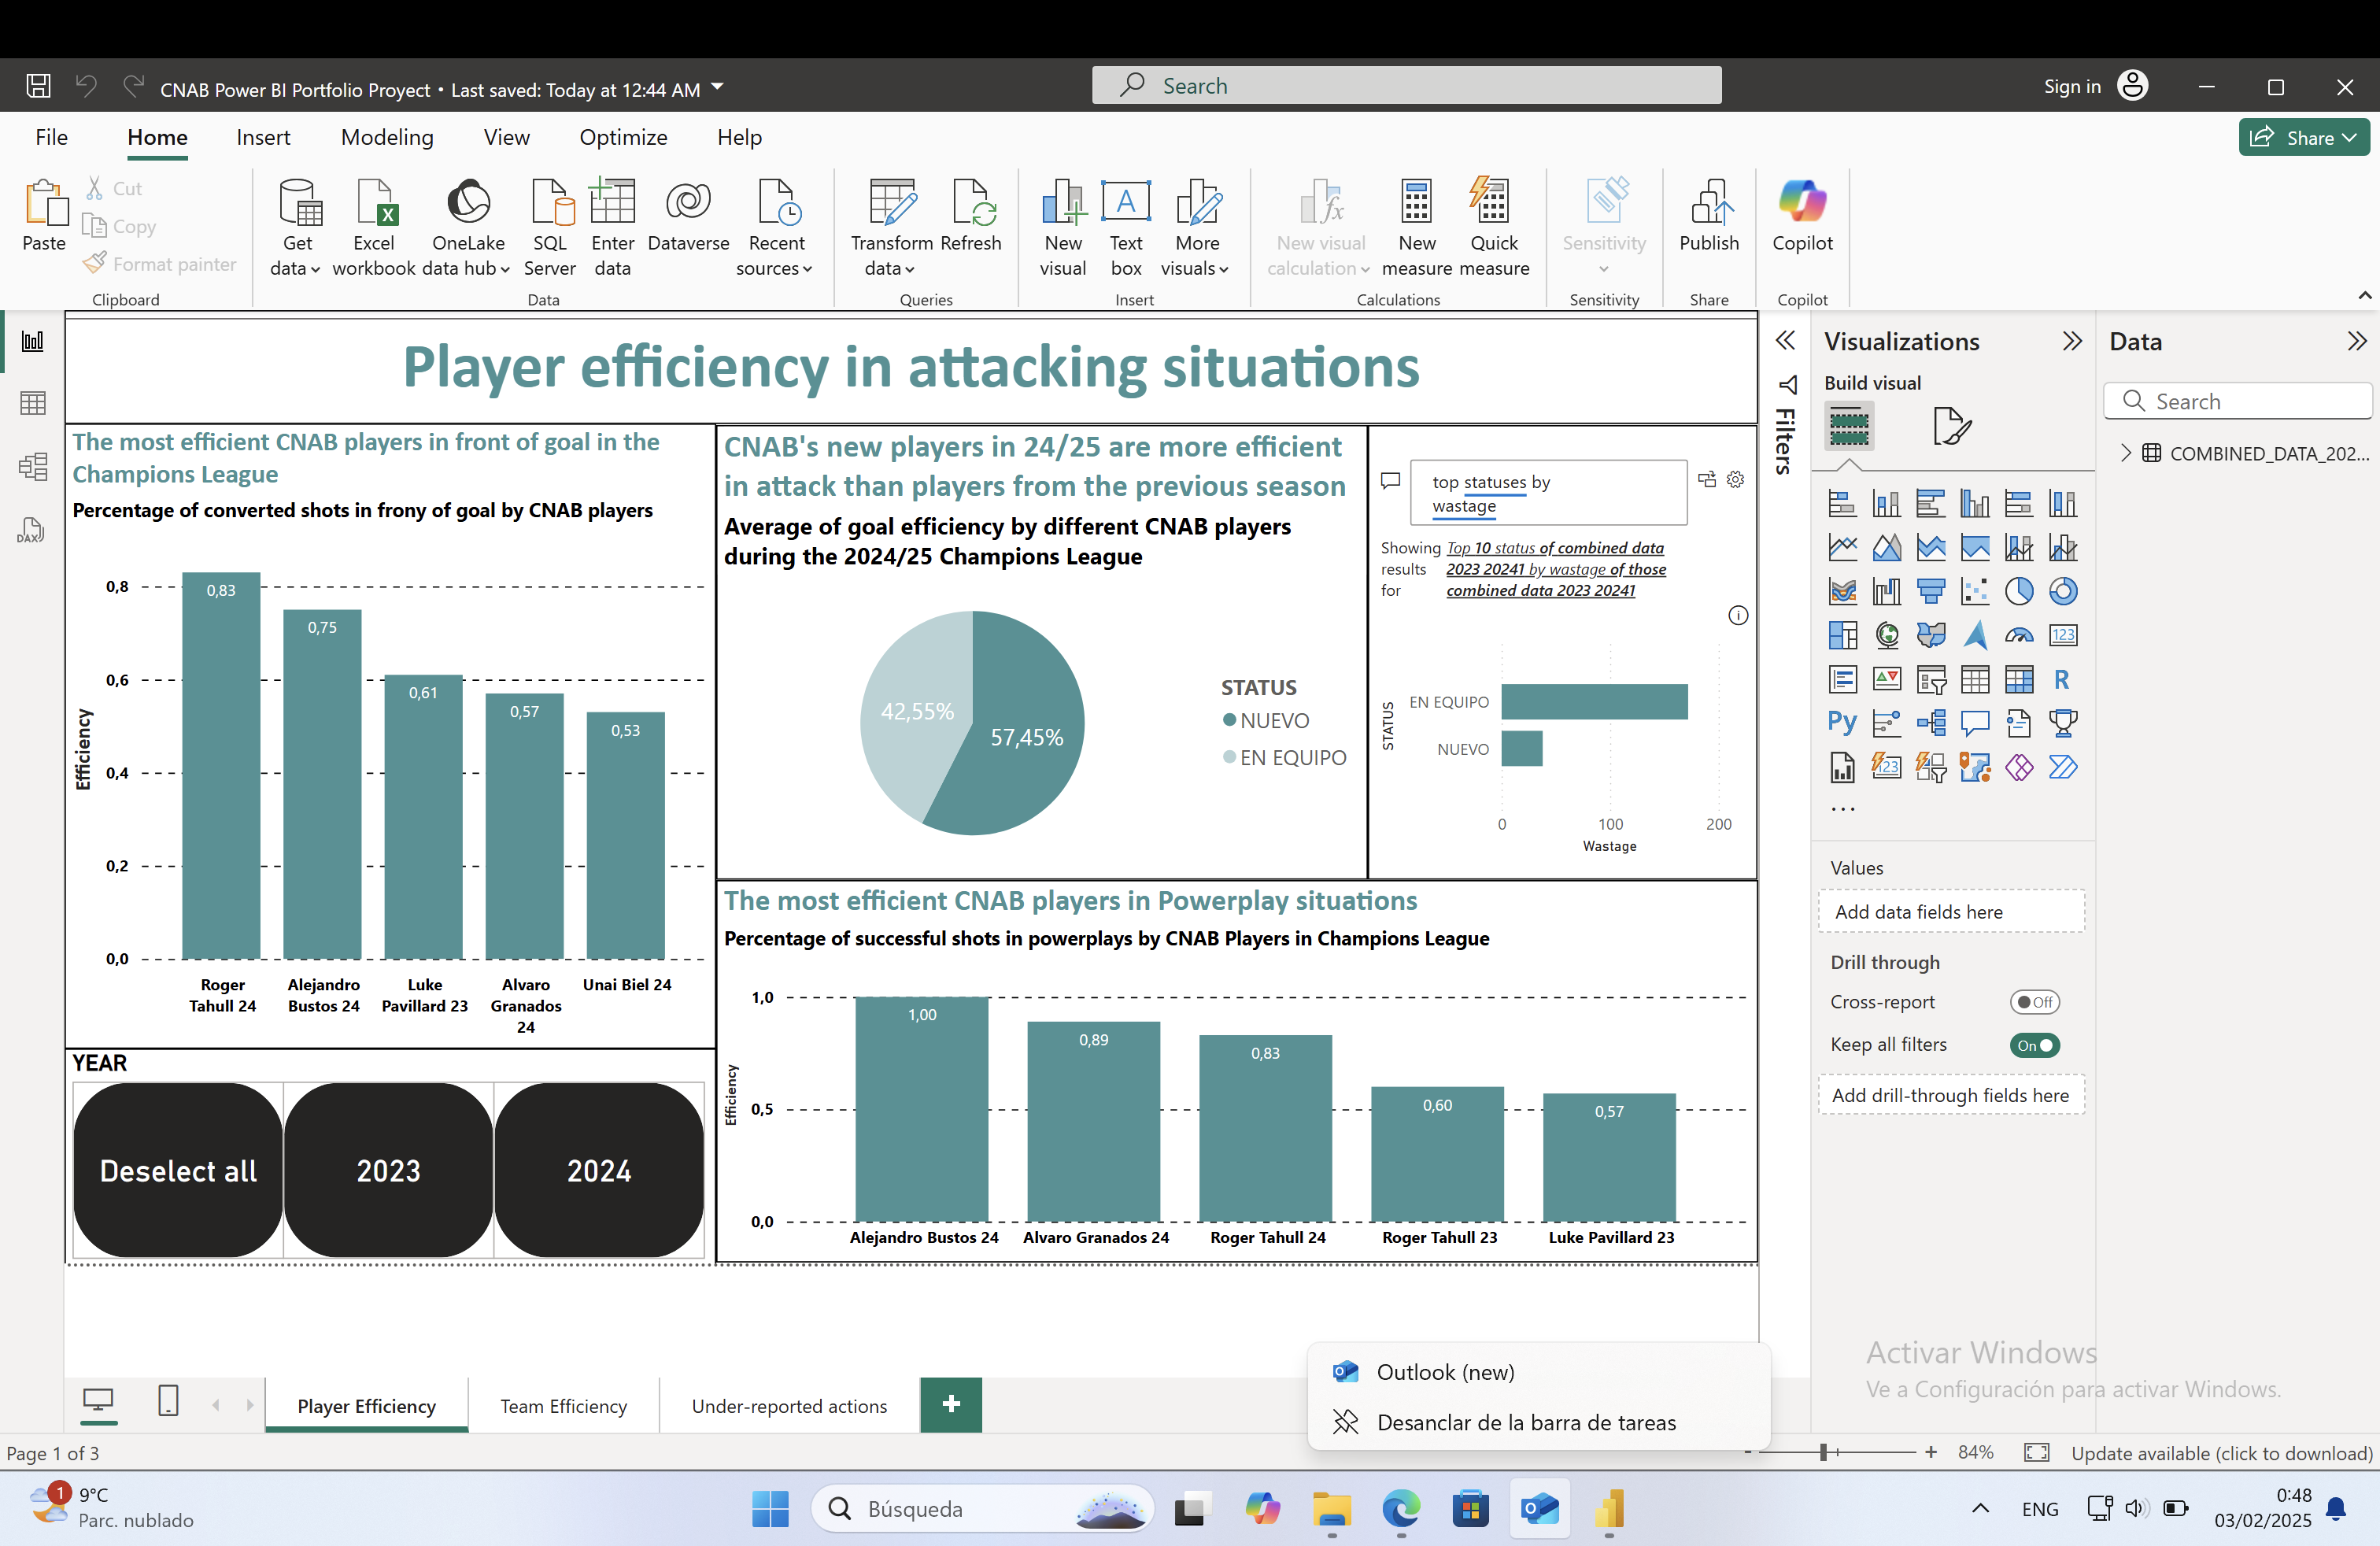 CNAB Power BI Portfolio Proyect • Last saved: Today at 12:44 AM
Search
Sign in
File
Home
Insert
Modeling
View
Optimize
Help
Share
Paste
Cut
Copy
Format painter
Clipboard
Get data
Excel workbook
OneLake data hub
SQL Server
Enter data
Dataverse
Recent sources
Data
Transform data
Refresh
Queries
New visual
Text box
More visuals
Insert
New visual calculation
New measure
Quick measure
Calculations
Sensitivity
Sensitivity
Publish
Share
Copilot
Copilot
DAX
Player efficiency in attacking situations
The most efficient CNAB players in front of goal in the
Champions League
Percentage of converted shots in frony of goal by CNAB players
Efficiency
0,8
0,6
0,4
0,2
0,0
0,83
0,75
0,61
0,57
0,53
Roger Tahull 24
Alejandro Bustos 24
Luke Pavillard 23
Alvaro Granados 24
Unai Biel 24
YEAR
Deselect all
2023
2024
CNAB's new players in 24/25 are more efficient
in attack than players from the previous season
Average of goal efficiency by different CNAB players
during the 2024/25 Champions League
42,55%
57,45%
STATUS
NUEVO
EN EQUIPO
top statuses by
wastage
Showing results for
Top 10 status of combined data
2023 20241 by wastage of those
combined data 2023 20241
STATUS
EN EQUIPO
NUEVO
0
100
200
Wastage
The most efficient CNAB players in Powerplay situations
Percentage of successful shots in powerplays by CNAB Players in Champions League
Efficiency
1,0
0,5
0,0
1,00
0,89
0,83
0,60
0,57
Alejandro Bustos 24
Alvaro Granados 24
Roger Tahull 24
Roger Tahull 23
Luke Pavillard 23
Filters
Visualizations
Build visual
123
R
Py
123
...
Values
Add data fields here
Drill through
Cross-report
Off
Keep all filters
On
Add drill-through fields here
Data
Search
COMBINED_DATA_202...
Activar Windows
Ve a Configuración para activar Windows.
Outlook (new)
Desanclar de la barra de tareas
Player Efficiency
Team Efficiency
Under-reported actions
+
Page 1 of 3
- + 84%
Update available (click to download)
1
9°C
Parc. nublado
Búsqueda
ENG
0:48
03/02/2025